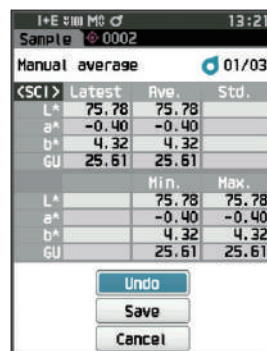 I+E M0 13:21
Sample 0002
Manual average 01/03
<SCI> Latest Ave. Std.
L* 75.78 75.78
a* -0.40 -0.40
b* 4.32 4.32
GU 25.61 25.61
Min. Max.
L* 75.78 75.78
a* -0.40 -0.40
b* 4.32 4.32
GU 25.61 25.61
Undo
Save
Cancel